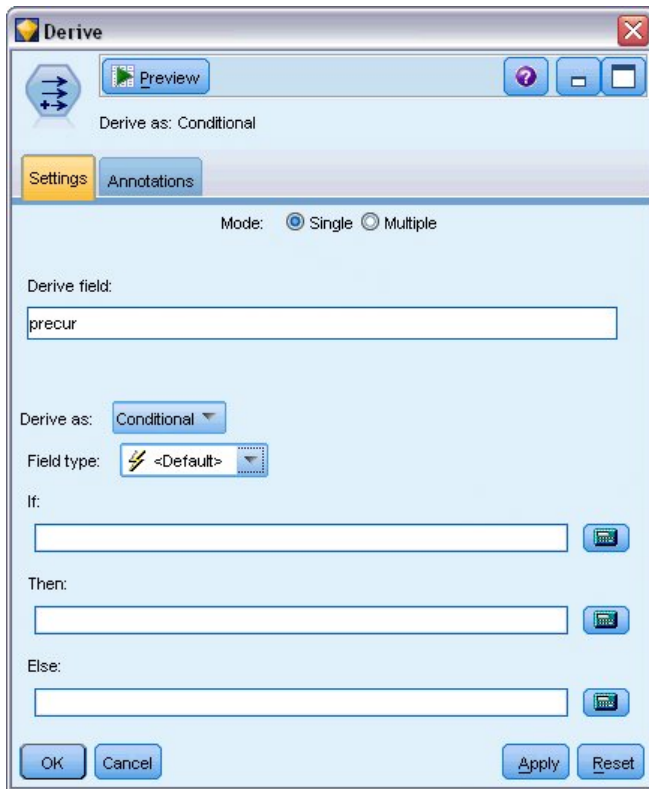 Derive
Preview
Derive as: Conditional
Settings Annotations
Mode: Single Multiple
Derive field:
precur
Derive as: Conditional
Field type: <Default>
If:
Then:
Else:
OK Cancel Apply Reset